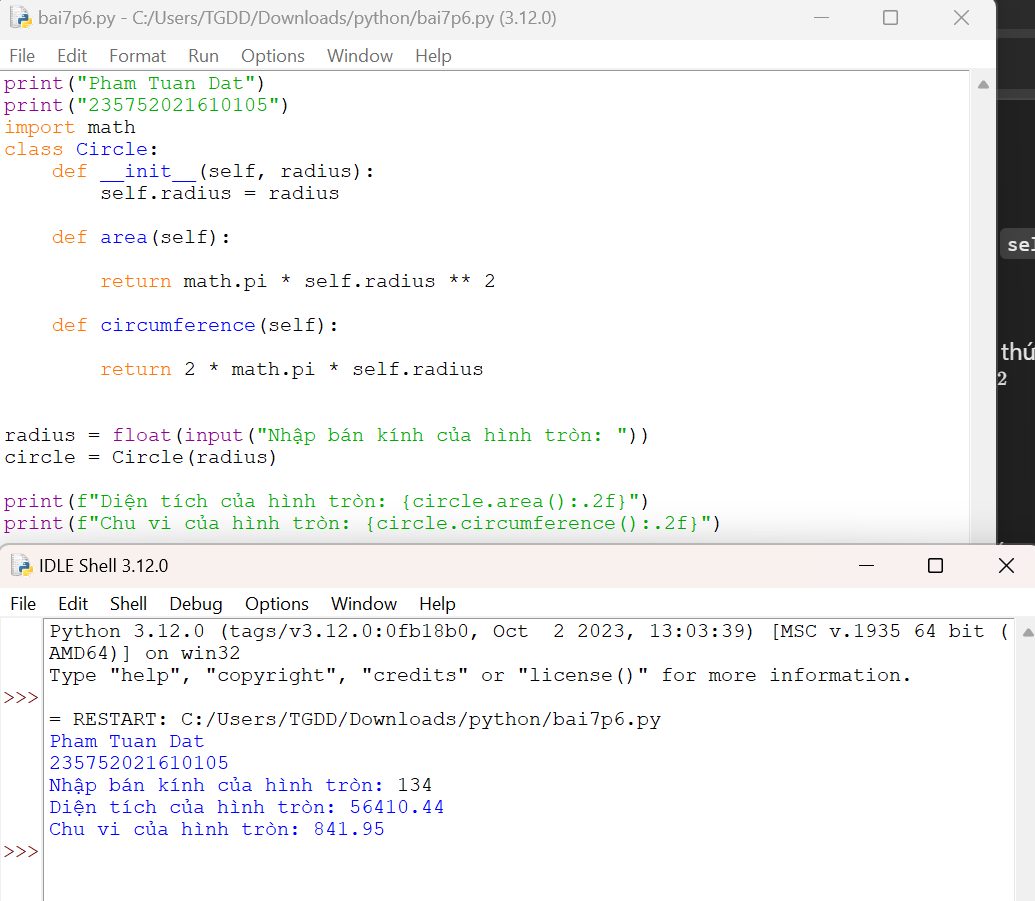 bai7p6.py - C:/Users/TGDD/Downloads/python/bai7p6.py (3.12.0)
File Edit Format Run Options Window Help
print("Pham Tuan Dat")
print("235752021610105")
import math
class Circle:
    def __init__(self, radius):
        self.radius = radius
    def area(self):
        return math.pi * self.radius ** 2
    def circumference(self):
        return 2 * math.pi * self.radius
radius = float(input("Nhập bán kính của hình tròn: "))
circle = Circle(radius)
print(f"Diện tích của hình tròn: {circle.area():.2f}")
print(f"Chu vi của hình tròn: {circle.circumference():.2f}")
sel
thứ
2
IDLE Shell 3.12.0
File Edit Shell Debug Options Window Help
Python 3.12.0 (tags/v3.12.0:0fb18b0, Oct  2 2023, 13:03:39) [MSC v.1935 64 bit (
AMD64)] on win32
Type "help", "copyright", "credits" or "license()" for more information.
>>>
= RESTART: C:/Users/TGDD/Downloads/python/bai7p6.py
Pham Tuan Dat
235752021610105
Nhập bán kính của hình tròn: 134
Diện tích của hình tròn: 56410.44
Chu vi của hình tròn: 841.95
>>>